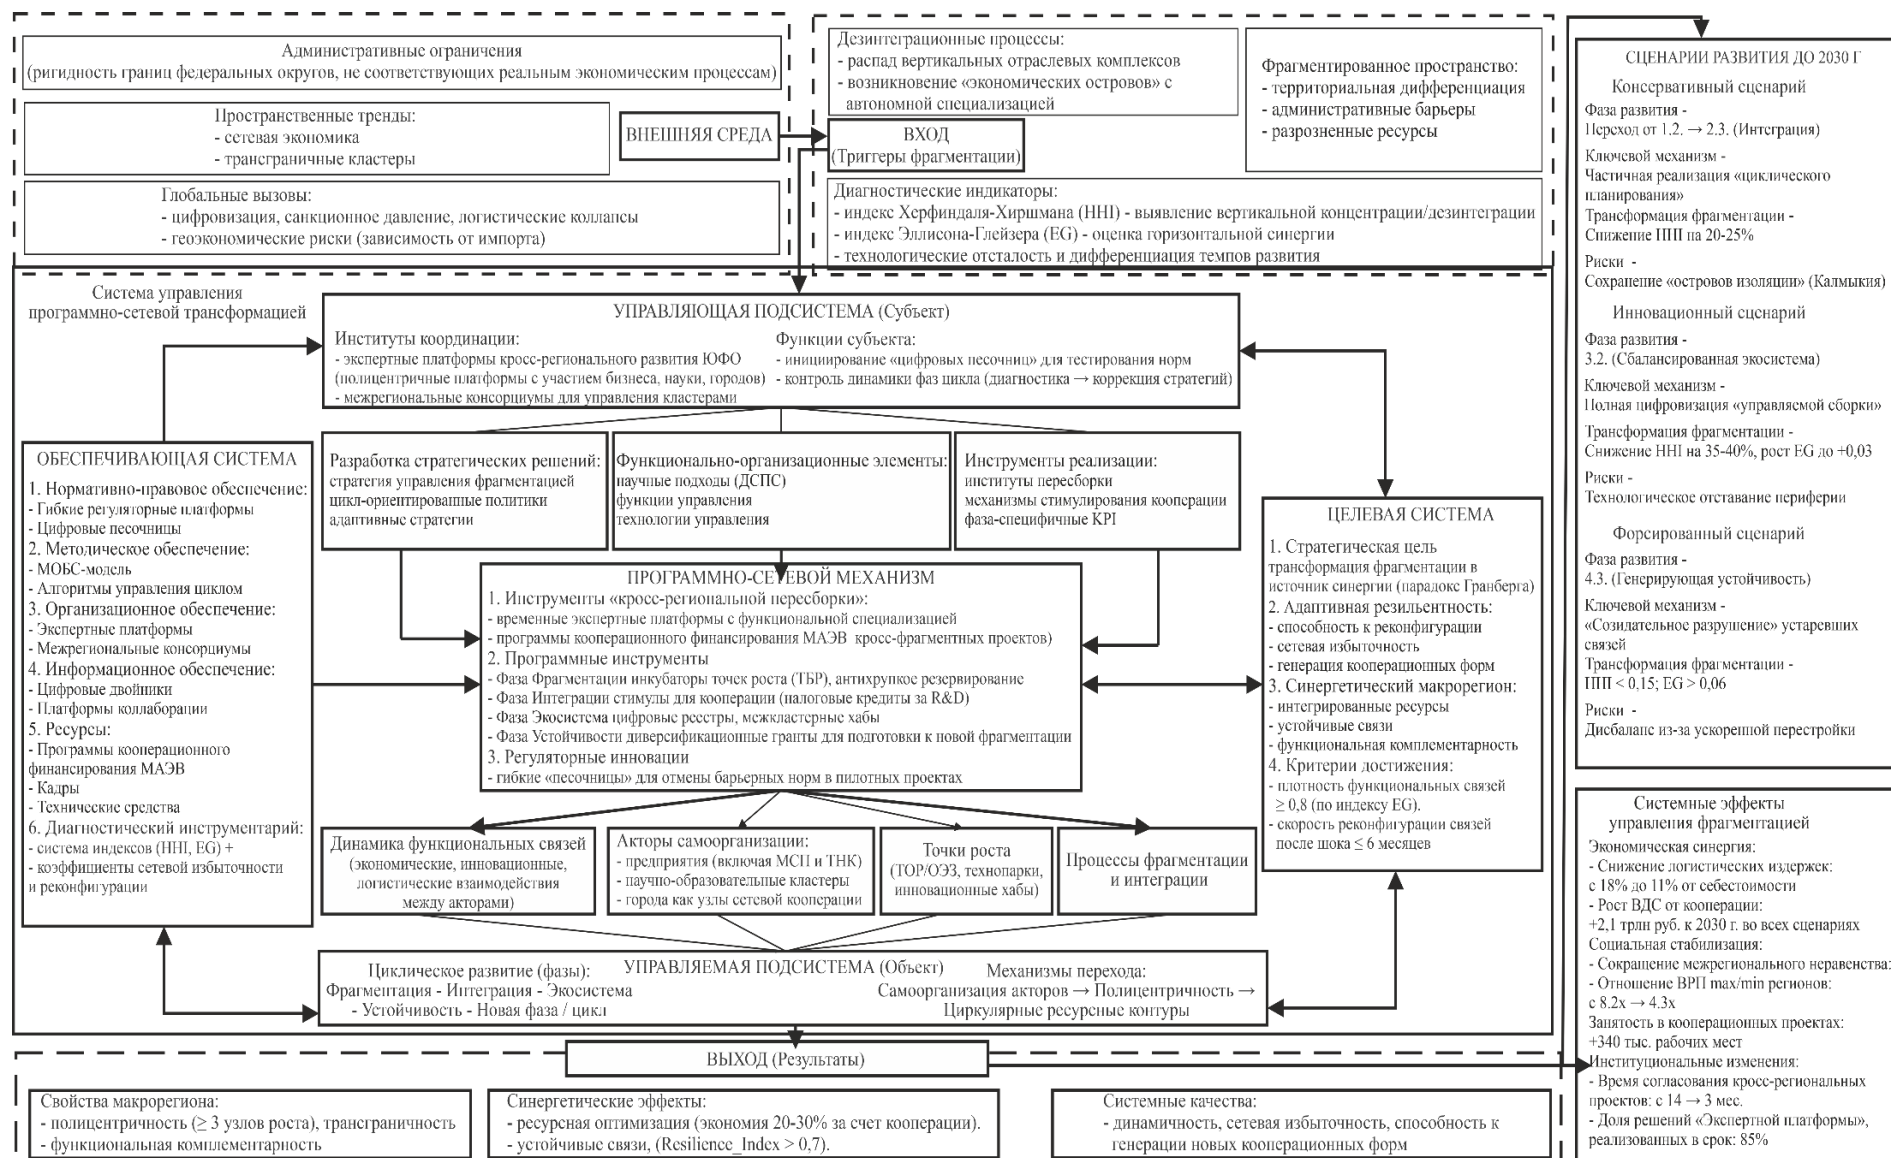 Административные ограничения
(ригидность границ федеральных округов, не соответствующих реальным экономическим процессам)
Пространственные тренды:
- сетевая экономика
- трансграничные кластеры
Глобальные вызовы:
- цифровизация, санкционное давление, логистические коллапсы
- геоэкономические риски (зависимость от импорта)
ВНЕШНЯЯ СРЕДА
Дезинтеграционные процессы:
- распад вертикальных отраслевых комплексов
- возникновение «экономических островов» с
автономной специализацией
ВХОД
(Триггеры фрагментации)
Фрагментированное пространство:
- территориальная дифференциация
- административные барьеры
- разрозненные ресурсы
Диагностические индикаторы:
- индекс Херфиндаля-Хиршмана (HHI) - выявление вертикальной концентрации/дезинтеграции
- индекс Эллисона-Глейзера (EG) - оценка горизонтальной синергии
- технологические отсталость и дифференциация темпов развития
Система управления
программно-сетевой трансформацией
УПРАВЛЯЮЩАЯ ПОДСИСТЕМА (Субъект)
Институты координации:
- экспертные платформы кросс-регионального развития ЮФО
(полицентричные платформы с участием бизнеса, науки, городов)
- межрегиональные консорциумы для управления кластерами
Функции субъекта:
- инициирование «цифровых песочниц» для тестирования норм
- контроль динамики фаз цикла (диагностика → коррекция стратегий)
ОБЕСПЕЧИВАЮЩАЯ СИСТЕМА
1. Нормативно-правовое обеспечение:
- Гибкие регуляторные платформы
- Цифровые песочницы
2. Методическое обеспечение:
- МОБС-модель
- Алгоритмы управления циклом
3. Организационное обеспечение:
- Экспертные платформы
- Межрегиональные консорциумы
4. Информационное обеспечение:
- Цифровые двойники
- Платформы коллаборации
5. Ресурсы:
- Программы кооперационного
финансирования МАЭВ
- Кадры
- Технические средства
6. Диагностический инструментарий:
- система индексов (HHI, EG) +
- коэффициенты сетевой избыточности
и реконфигурации
Разработка стратегических решений:
стратегия управления фрагментацией
цикл-ориентированные политики
адаптивные стратегии
Функционально-организационные элементы:
научные подходы (ДСПС)
функции управления
технологии управления
Инструменты реализации:
институты пересборки
механизмы стимулирования кооперации
фаза-специфичные KPI
ПРОГРАММНО-СЕТЕВОЙ МЕХАНИЗМ
1. Инструменты «кросс-региональной пересборки»:
- временные экспертные платформы с функциональной специализацией
- программы кооперационного финансирования МАЭВ кросс-фрагментных проектов)
2. Программные инструменты
- Фаза Фрагментации инкубаторы точек роста (ТБР), антихрупкое резервирование
- Фаза Интеграции стимулы для кооперации (налоговые кредиты за R&D)
- Фаза Экосистема цифровые реестры, межкластерные хабы
- Фаза Устойчивости диверсификационные гранты для подготовки к новой фрагментации
3. Регуляторные инновации
- гибкие «песочницы» для отмены барьерных норм в пилотных проектах
ЦЕЛЕВАЯ СИСТЕМА
1. Стратегическая цель
трансформация фрагментации в
источник синергии (парадокс Гранберга)
2. Адаптивная резильентность:
- способность к реконфигурации
- сетевая избыточность
- генерация кооперационных форм
3. Синергетический макрорегион:
- интегрированные ресурсы
- устойчивые связи
- функциональная комплементарность
4. Критерии достижения:
- плотность функциональных связей
≥ 0,8 (по индексу EG).
- скорость реконфигурации связей
после шока ≤ 6 месяцев
Динамика функциональных связей
(экономические, инновационные,
логистические взаимодействия
между акторами)
Акторы самоорганизации:
- предприятия (включая МСП и ТНК)
- научно-образовательные кластеры
- города как узлы сетевой кооперации
Точки роста
(ТОР/ОЭЗ, технопарки,
инновационные хабы)
Процессы фрагментации
и интеграции
УПРАВЛЯЕМАЯ ПОДСИСТЕМА (Объект)
Циклическое развитие (фазы):
Фрагментация - Интеграция - Экосистема
- Устойчивость - Новая фаза / цикл
Механизмы перехода:
Самоорганизация акторов → Полицентричность →
Циркулярные ресурсные контуры
ВЫХОД (Результаты)
Свойства макрорегиона:
- полицентричность (≥ 3 узлов роста), трансграничность
- функциональная комплементарность
Синергетические эффекты:
- ресурсная оптимизация (экономия 20-30% за счет кооперации).
- устойчивые связи, (Resilience_Index > 0,7).
Системные качества:
- динамичность, сетевая избыточность, способность к
генерации новых кооперационных форм
СЦЕНАРИИ РАЗВИТИЯ ДО 2030 Г
Консервативный сценарий
Фаза развития -
Переход от 1.2. → 2.3. (Интеграция)
Ключевой механизм -
Частичная реализация «циклического
планирования»
Трансформация фрагментации -
Снижение HHI на 20-25%
Риски -
Сохранение «островов изоляции» (Калмыкия)
Инновационный сценарий
Фаза развития -
3.2. (Сбалансированная экосистема)
Ключевой механизм -
Полная цифровизация «управляемой сборки»
Трансформация фрагментации -
Снижение HHI на 35-40%, рост EG до +0,03
Риски -
Технологическое отставание периферии
Форсированный сценарий
Фаза развития -
4.3. (Генерирующая устойчивость)
Ключевой механизм -
«Созидательное разрушение» устаревших
связей
Трансформация фрагментации -
HHI < 0,15; EG > 0,06
Риски -
Дисбаланс из-за ускоренной перестройки
Системные эффекты
управления фрагментацией
Экономическая синергия:
- Снижение логистических издержек:
с 18% до 11% от себестоимости
- Рост ВДС от кооперации:
+2,1 трлн руб. к 2030 г. во всех сценариях
Социальная стабилизация:
- Сокращение межрегионального неравенства:
- Отношение ВРП max/min регионов:
с 8.2x → 4.3x
Занятость в кооперационных проектах:
+340 тыс. рабочих мест
Институциональные изменения:
- Время согласования кросс-региональных
проектов: с 14 → 3 мес.
- Доля решений «Экспертной платформы»,
реализованных в срок: 85%